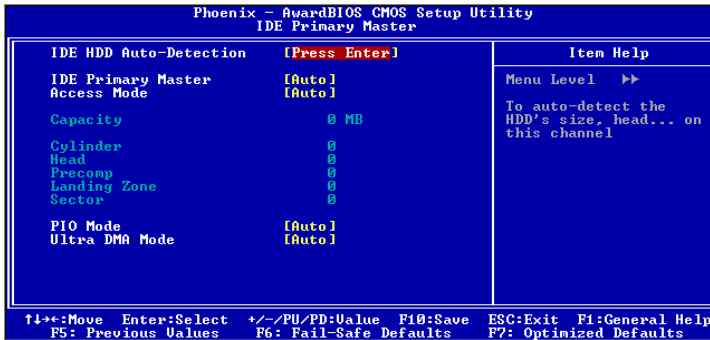 Phoenix - AwardBIOS CMOS Setup Utility
IDE Primary Master
IDE HDD Auto-Detection [Press Enter]
Item Help
IDE Primary Master [Auto]
Access Mode [Auto]
Menu Level ▸▸
To auto-detect the
HDD's size, head... on
this channel
Capacity 0 MB
Cylinder 0
Head 0
Precomp 0
Landing Zone 0
Sector 0
PIO Mode [Auto]
Ultra DMA Mode [Auto]
↑↓→←:Move Enter:Select +/-/PU/PD:Value F10:Save ESC:Exit F1:General Help
F5: Previous Values F6: Fail-Safe Defaults F7: Optimized Defaults